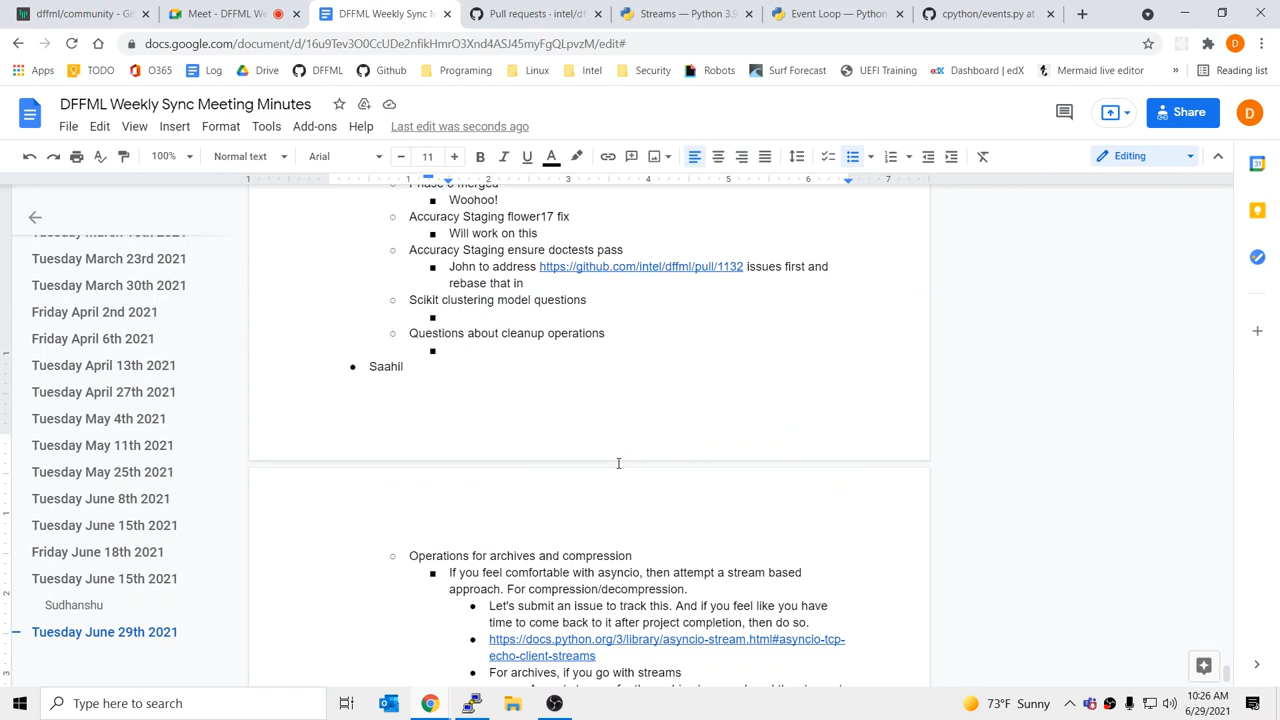 dffml/community - Git
Meet - DFFML We
DFFML Weekly Sync Meeting M
Pull requests · intel/df
Streams — Python 3.9
Event Loop — Python
cpython/events.py at
docs.google.com/document/d/16u9Tev3O0CcUDe2nfikHmrO3Xnd4ASJ45myFgQLpvzM/edit#
D
Apps
TODO
O365
Log
Drive
DFFML
Github
Programing
Linux
Intel
Security
Robots
Surf Forecast
UEFI Training
Dashboard | edX
Mermaid live editor
»
Reading list
DFFML Weekly Sync Meeting Minutes
Share
D
File Edit View Insert Format Tools Add-ons Help Last edit was seconds ago
100% Normal text Arial 11 B I U A Editing
1 1 2 3 4 5 6 7
Tuesday March 23rd 2021
Tuesday March 30th 2021
Friday April 2nd 2021
Friday April 6th 2021
Tuesday April 13th 2021
Tuesday April 27th 2021
Tuesday May 4th 2021
Tuesday May 11th 2021
Tuesday May 25th 2021
Tuesday June 8th 2021
Tuesday June 15th 2021
Friday June 18th 2021
Tuesday June 15th 2021
Sudhanshu
Tuesday June 29th 2021
merged
Woohoo!
Accuracy Staging flower17 fix
Will work on this
Accuracy Staging ensure doctests pass
John to address https://github.com/intel/dffml/pull/1132 issues first and
rebase that in
Scikit clustering model questions
Questions about cleanup operations
Saahil
Operations for archives and compression
If you feel comfortable with asyncio, then attempt a stream based
approach. For compression/decompression.
Let's submit an issue to track this. And if you feel like you have
time to come back to it after project completion, then do so.
https://docs.python.org/3/library/asyncio-stream.html#asyncio-tcp-
echo-client-streams
For archives, if you go with streams
Type here to search
73°F Sunny
10:26 AM
6/29/2021